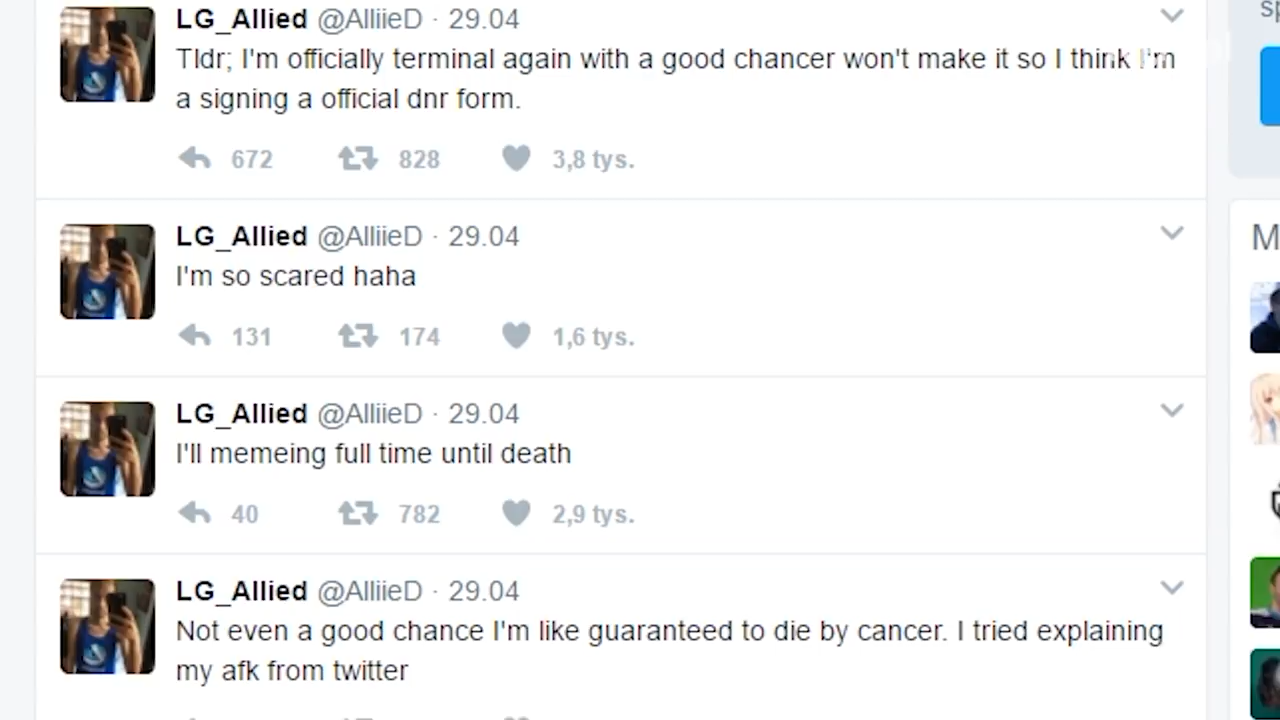 LG_Allied @AlliieD · 29.04
Tldr; I'm officially terminal again with a good chancer won't make it so I think I'm
a signing a official dnr form.
672 828 3,8 tys.
LG_Allied @AlliieD · 29.04
I'm so scared haha
131 174 1,6 tys.
LG_Allied @AlliieD · 29.04
I'll memeing full time until death
40 782 2,9 tys.
LG_Allied @AlliieD · 29.04
Not even a good chance I'm like guaranteed to die by cancer. I tried explaining
my afk from twitter
sp
M